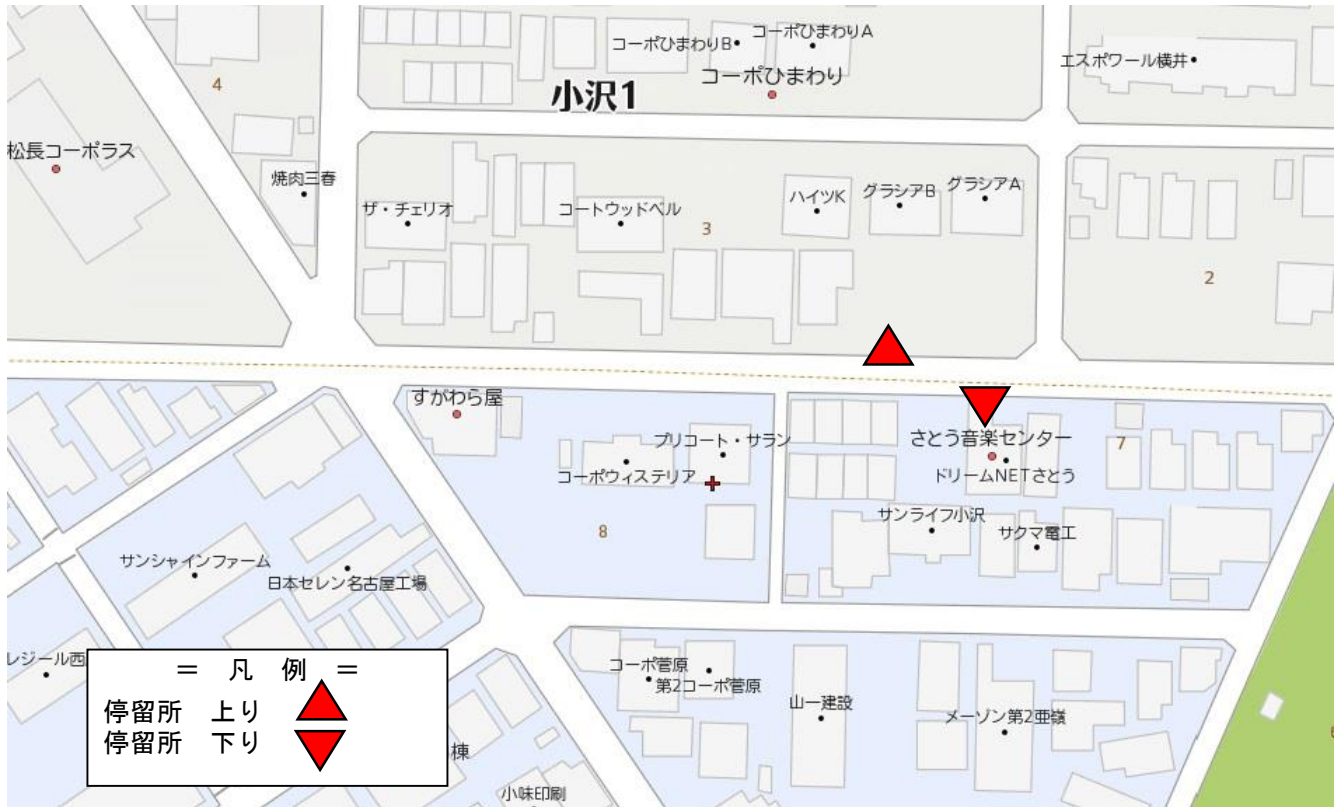 コーポひまわりB
コーポひまわりA
エスポワール横井
コーポひまわり
4
小沢1
松長コーポラス
焼肉三春
ザ・チェリオ
コートウッドベル
3
ハイツK
グラシアB
グラシアA
2
すがわら屋
プリコート・サラン
コーポウィステリア
さとう音楽センター
7
ドリームNETさとう
8
サンライフ小沢
サクマ電工
サンシャインファーム
日本セレン名古屋工場
レジール西
コーポ菅原
第2コーポ菅原
山一建設
メーゾン第2亜嶺
棟
小味印刷
= 凡 例 =
停留所 上り
停留所 下り